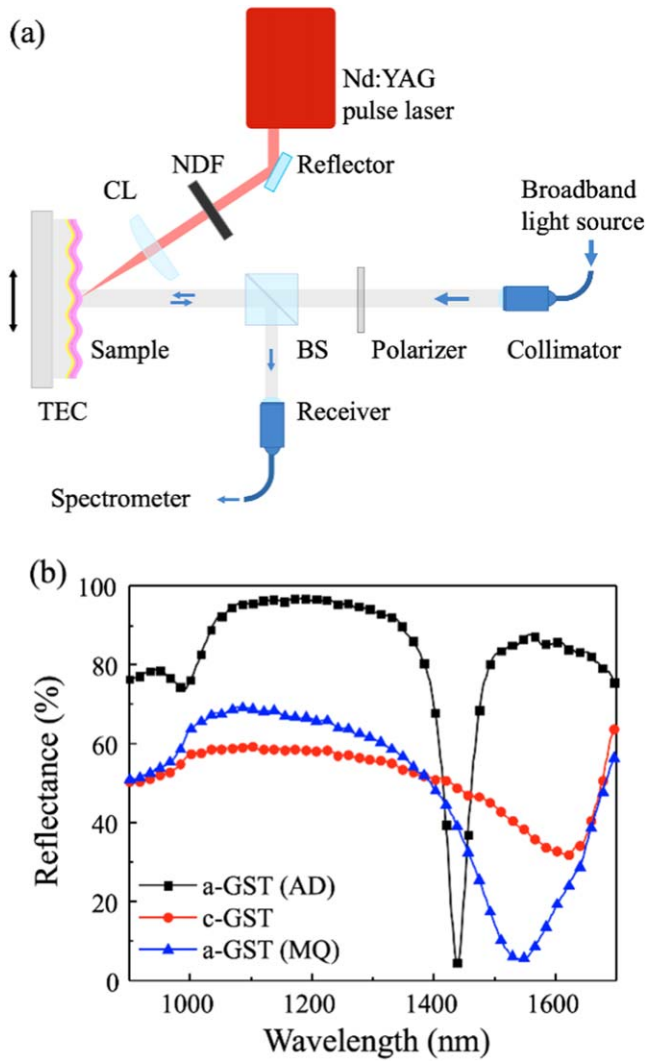 (a)
Nd:YAG
pulse laser
NDF
Reflector
CL
Broadband
light source
Sample
BS
Polarizer
Collimator
TEC
Receiver
Spectrometer
(b)
100
80
60
40
20
0
Reflectance (%)
a-GST (AD)
c-GST
a-GST (MQ)
1000
1200
1400
1600
Wavelength (nm)